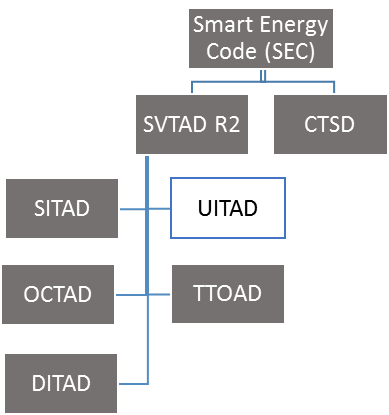 Smart Energy
Code (SEC)
SVTAD R2
CTSD
SITAD
UITAD
OCTAD
TTOAD
DITAD